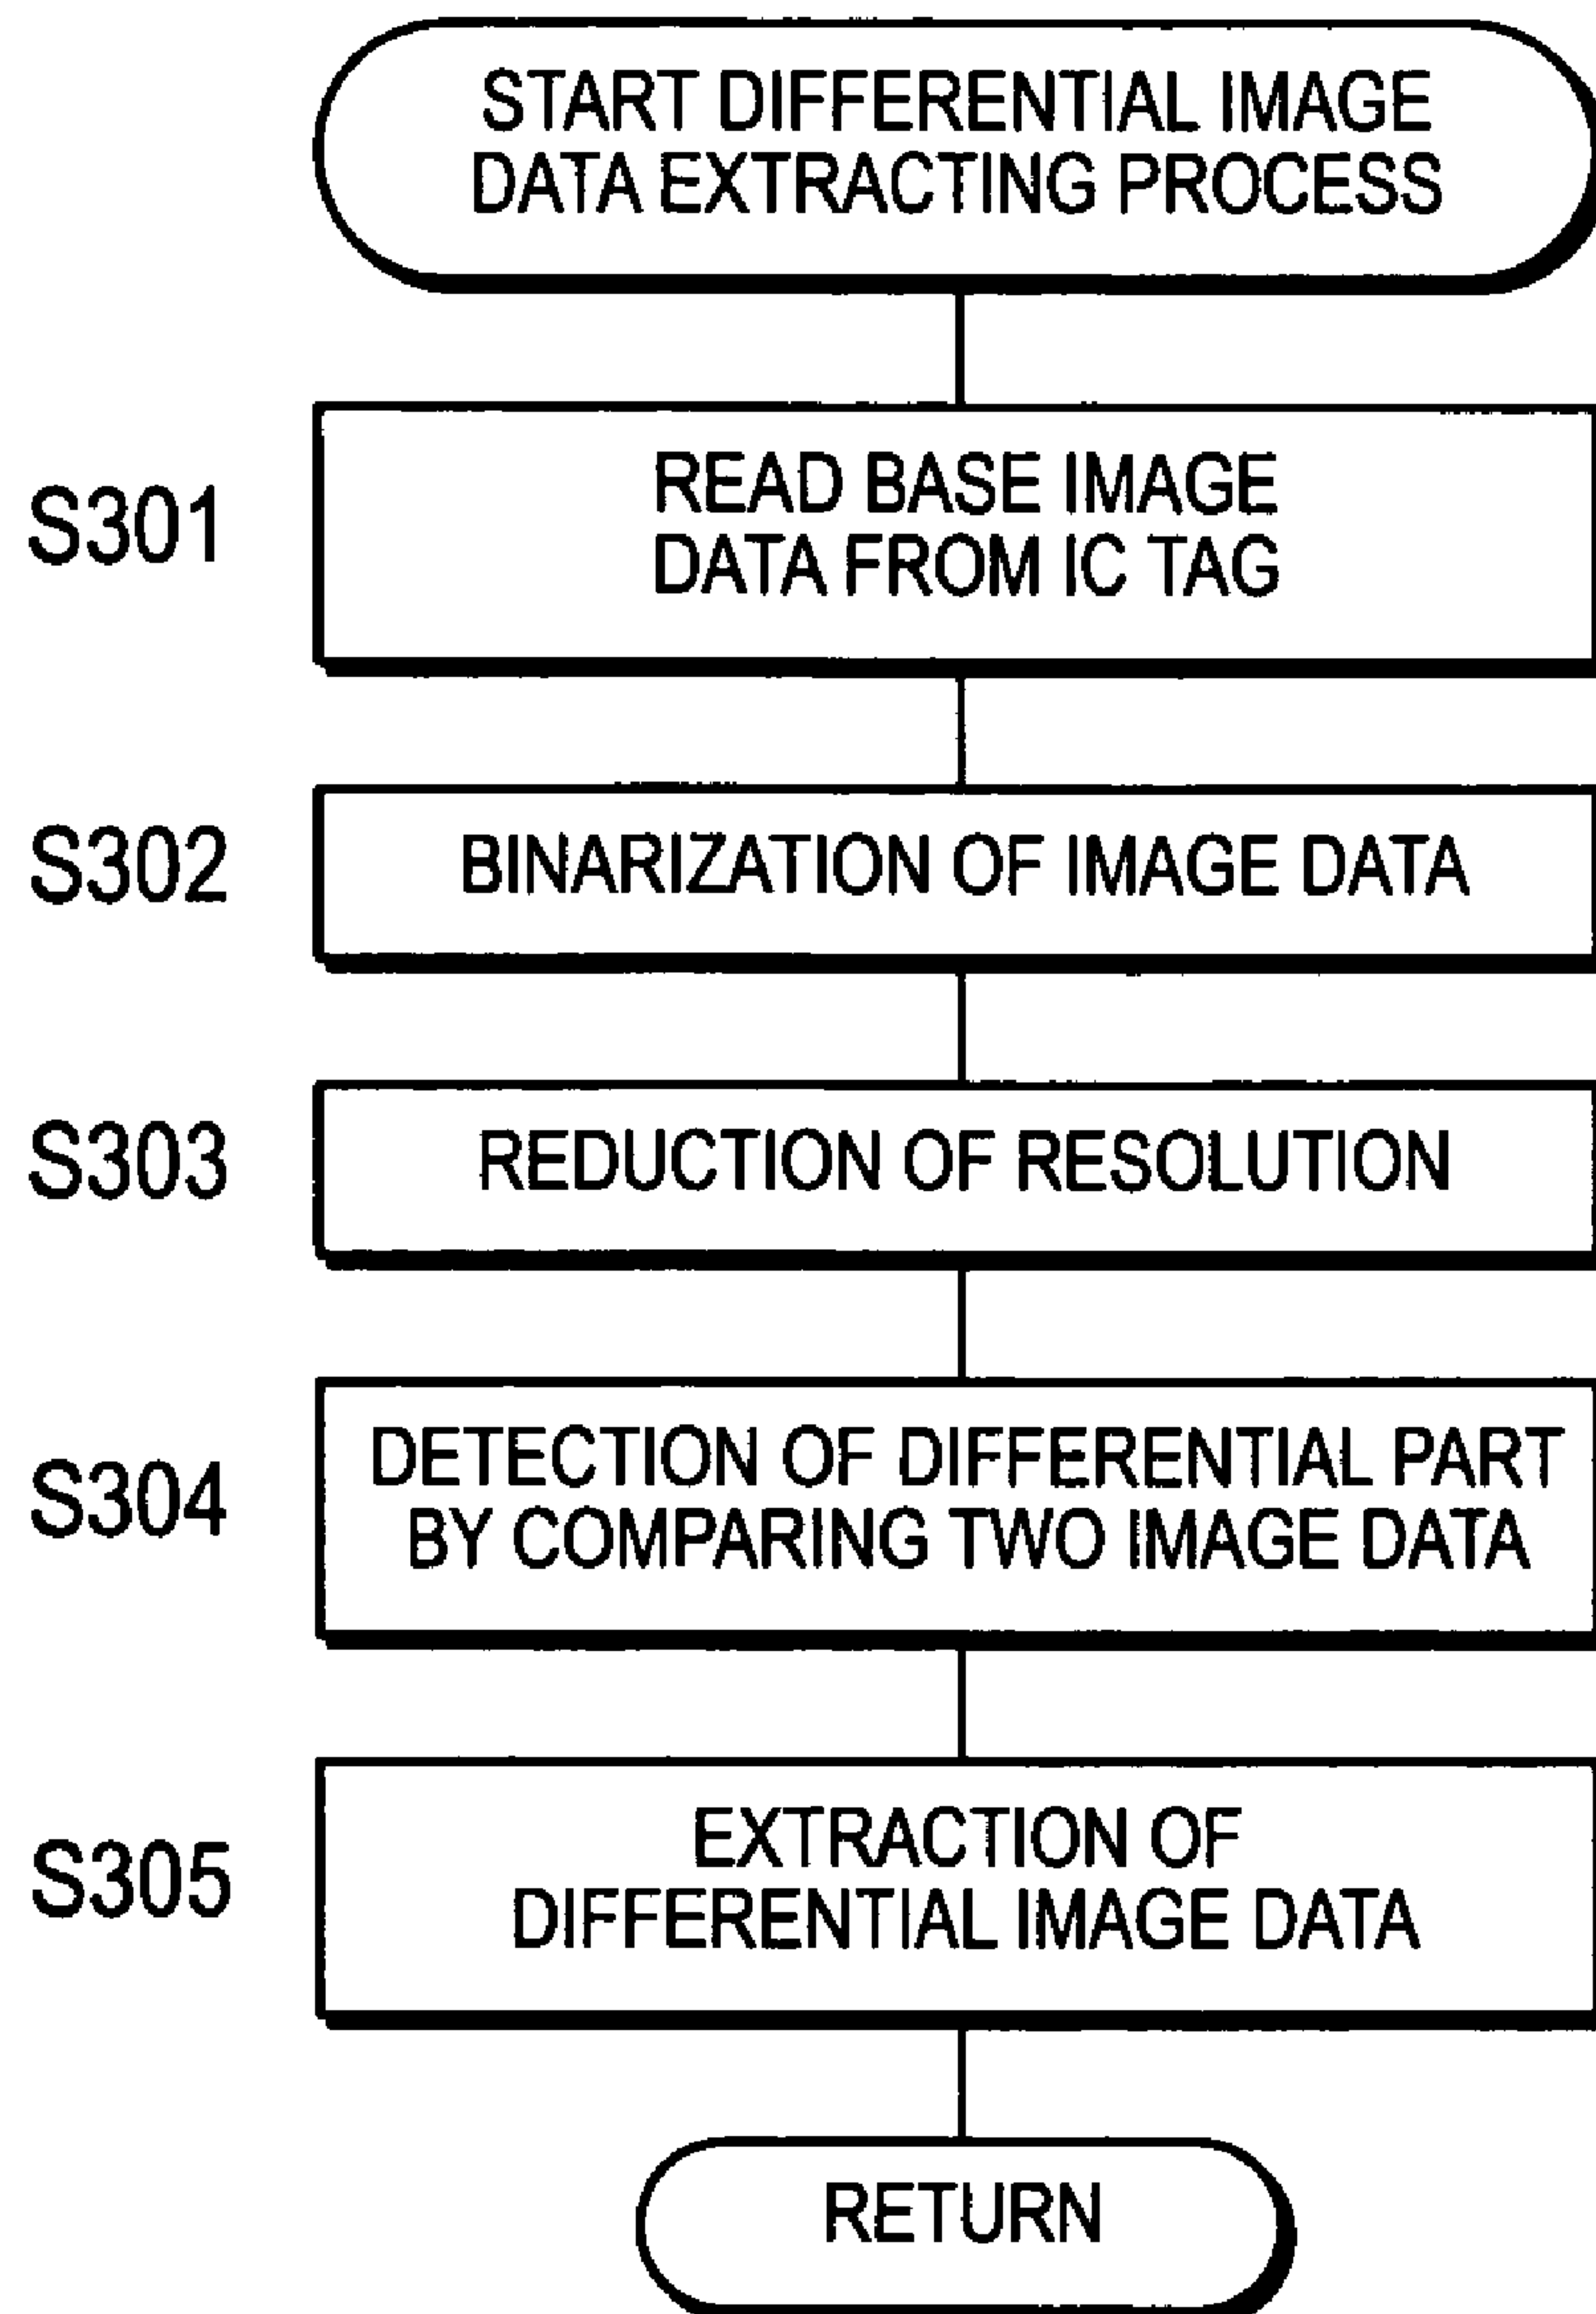 START DIFFERENTIAL IMAGE
DATA EXTRACTING PROCESS
S301
READ BASE IMAGE
DATA FROM IC TAG
S302
BINARIZATION OF IMAGE DATA
S303
REDUCTION OF RESOLUTION
S304
DETECTION OF DIFFERENTIAL PART
BY COMPARING TWO IMAGE DATA
S305
EXTRACTION OF
DIFFERENTIAL IMAGE DATA
RETURN